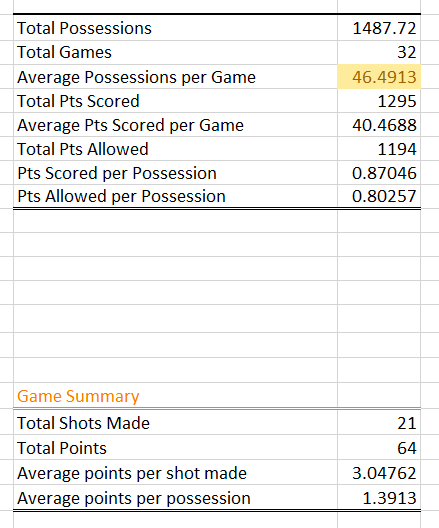 Total Possessions 1487.72
Total Games 32
Average Possessions per Game 46.4913
Total Pts Scored 1295
Average Pts Scored per Game 40.4688
Total Pts Allowed 1194
Pts Scored per Possession 0.87046
Pts Allowed per Possession 0.80257
Game Summary
Total Shots Made 21
Total Points 64
Average points per shot made 3.04762
Average points per possession 1.3913